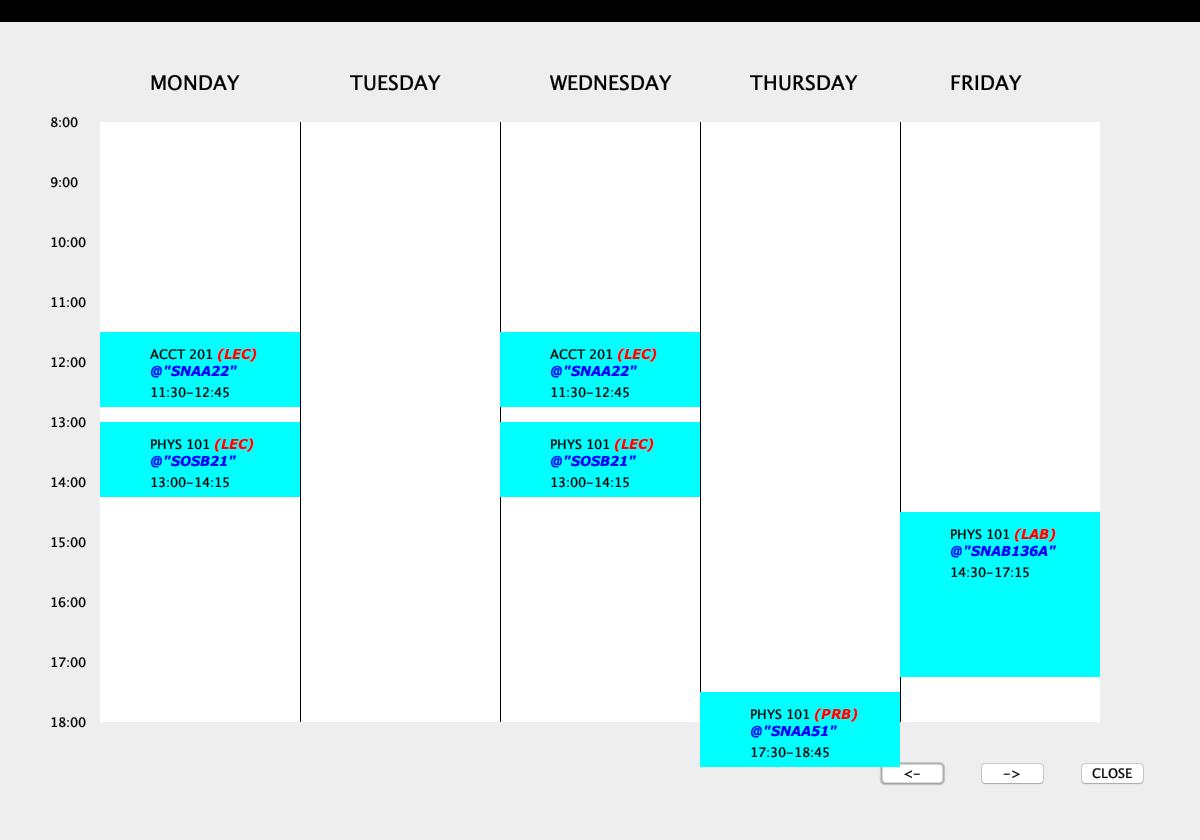 MONDAY TUESDAY WEDNESDAY THURSDAY FRIDAY
8:00
9:00
10:00
11:00
12:00
13:00
14:00
15:00
16:00
17:00
18:00
ACCT 201 (LEC)
@"SNAA22"
11:30-12:45
PHYS 101 (LEC)
@"SOSB21"
13:00-14:15
ACCT 201 (LEC)
@"SNAA22"
11:30-12:45
PHYS 101 (LEC)
@"SOSB21"
13:00-14:15
PHYS 101 (PRB)
@"SNAA51"
17:30-18:45
PHYS 101 (LAB)
@"SNAB136A"
14:30-17:15
<- -> CLOSE